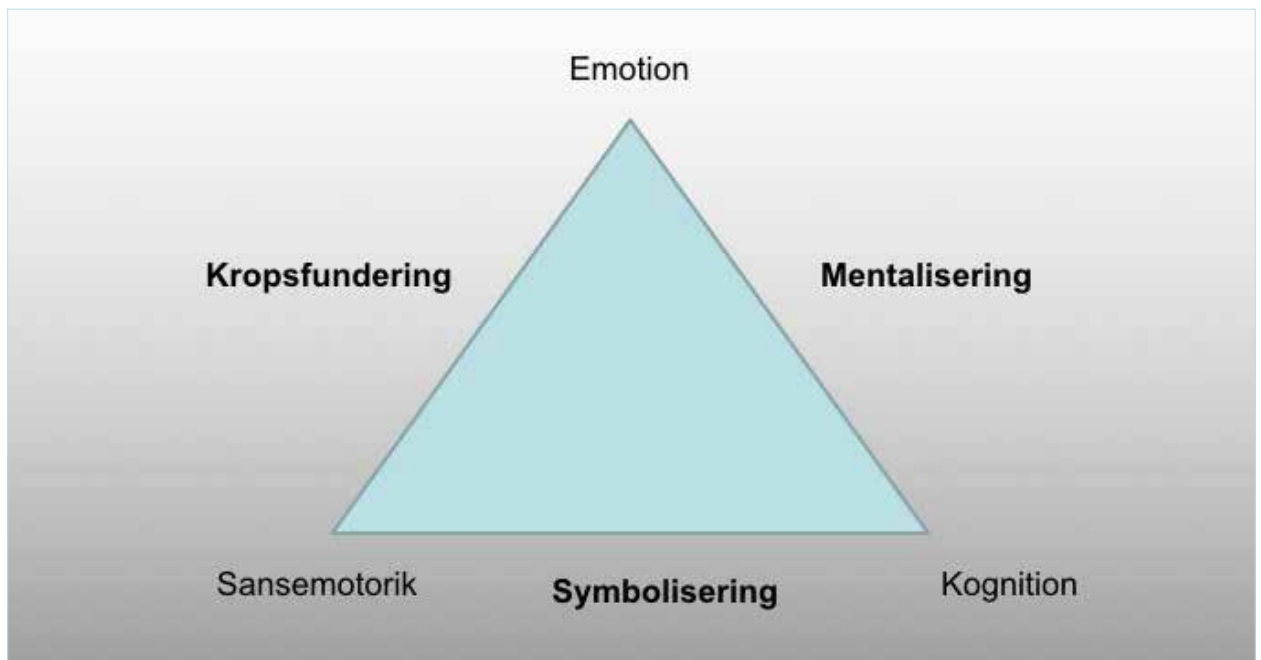 Emotion
Kropsfundering
Mentalisering
Sansemotorik
Symbolisering
Kognition